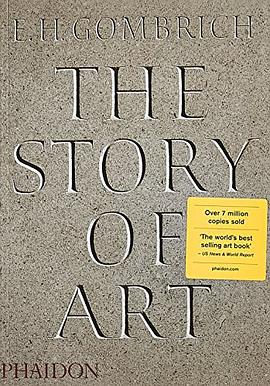 E.H.GOMBRICH
THE
STORY
OF
ART
Over 7 million
copies sold
‘The world's best
selling art book’
– US News & World Report
phaidon.com
PHAIDON